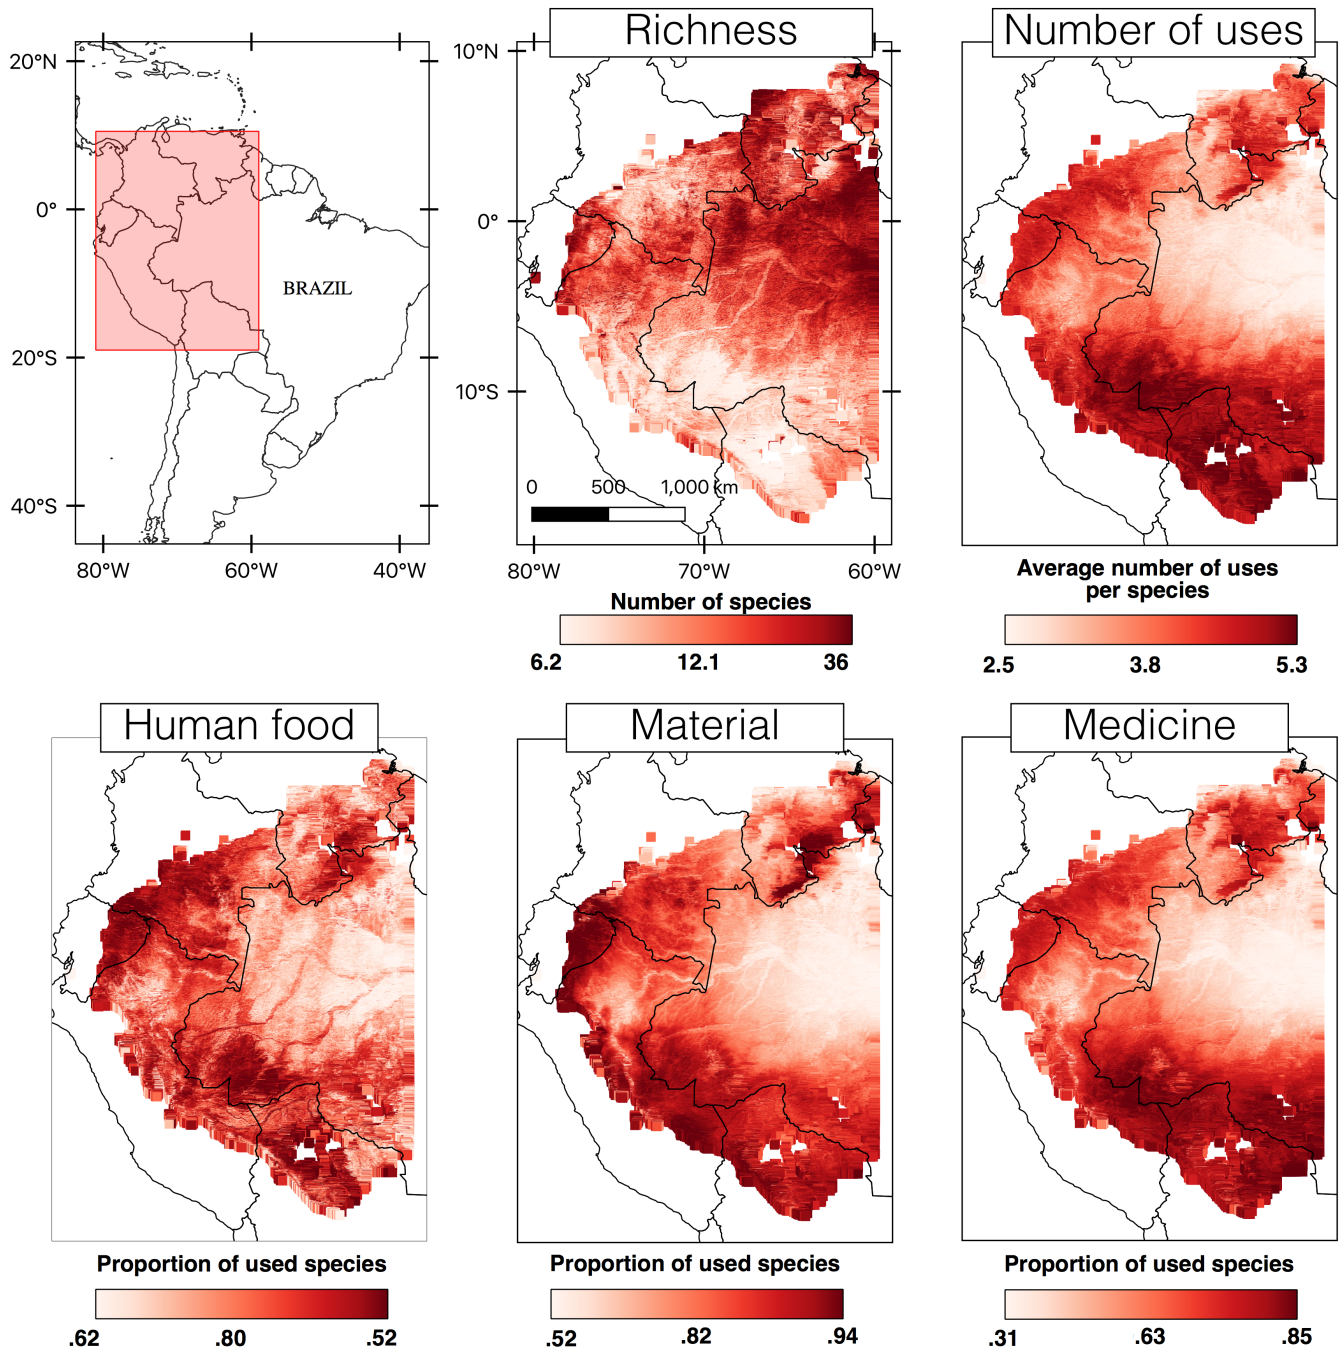 Richness
Number of uses
20°N
0°
20°S
40°S
BRAZIL
80°W
60°W
40°W
10°N
0°
10°S
0
500
1,000 km
80°W
70°W
60°W
Number of species
6.2
12.1
36
Average number of uses
per species
2.5
3.8
5.3
Human food
Material
Medicine
Proportion of used species
.62
.80
.52
Proportion of used species
.52
.82
.94
Proportion of used species
.31
.63
.85